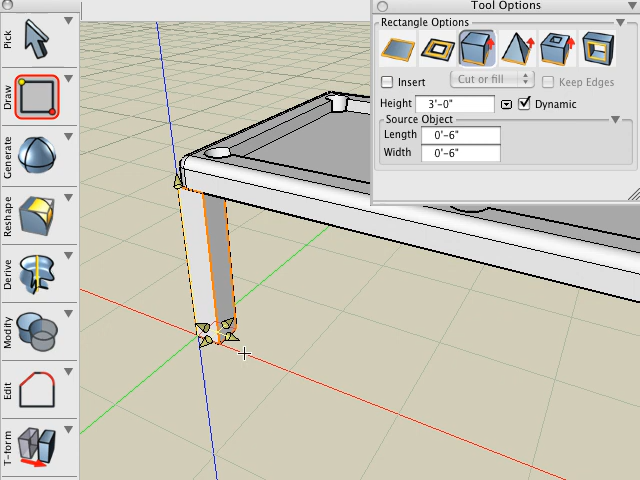 Tool Options
Rectangle Options
Insert
Cut or fill
Keep Edges
Height 3'-0" Dynamic
Source Object
Length 0'-6"
Width 0'-6"
Pick
Draw
Generate
Reshape
Derive
Modify
Edit
T-form